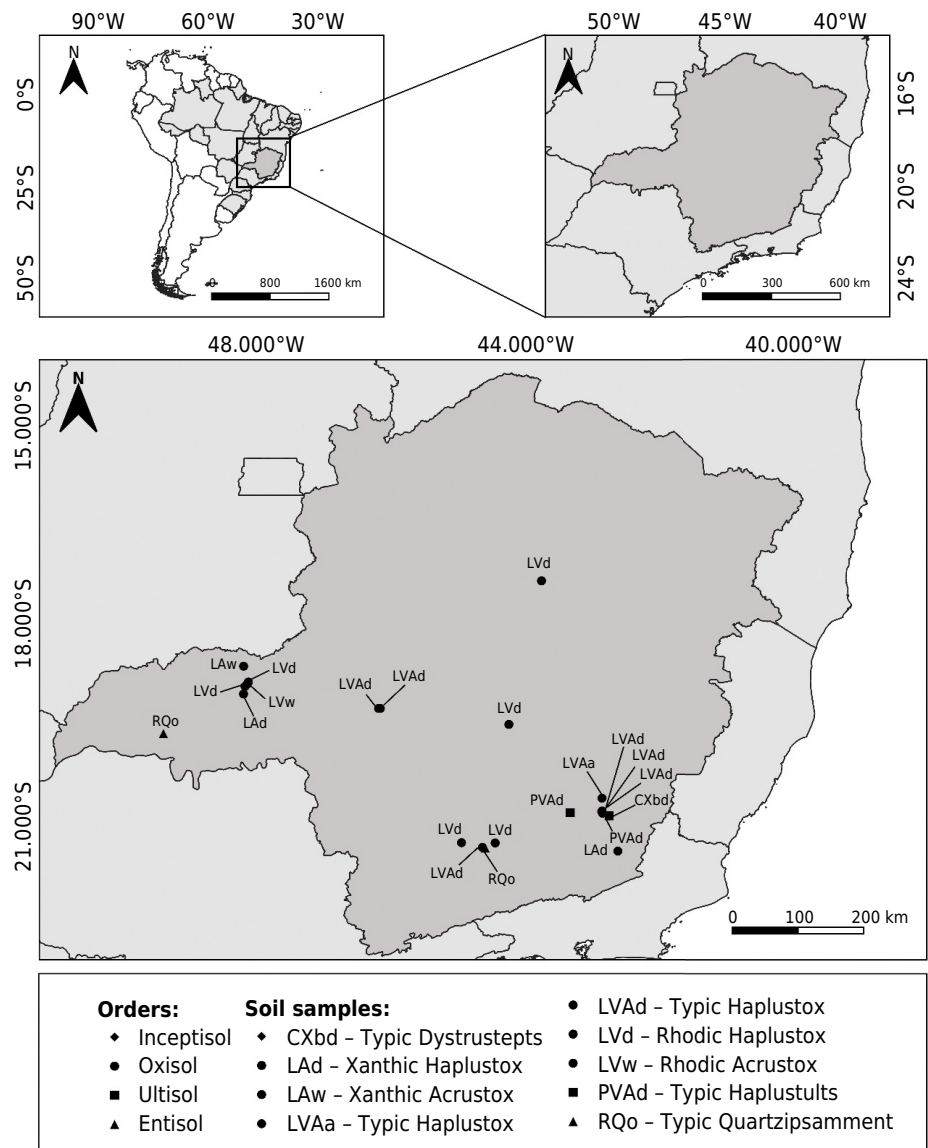 90°W 60°W 30°W
50°W 45°W 40°W
N
N
0°S
25°S
50°S
16°S
20°S
24°S
0 800 1600 km
0 300 600 km
48.000°W 44.000°W 40.000°W
N
15.000°S
18.000°S
21.000°S
LVd
LAw
LVd
LVd
LVw
LAd
LVAd
LVAd
RQo
LVd
LVAd
LVAd
LVAd
LVAa
PVAd
CXbd
PVAd
LAd
LVd
LVd
LVAd
RQo
0 100 200 km
Orders:
Inceptisol
Oxisol
Ultisol
Entisol
Soil samples:
CXbd – Typic Dystrustepts
LAd – Xanthic Haplustox
LAw – Xanthic Acrustox
LVAa – Typic Haplustox
LVAd – Typic Haplustox
LVd – Rhodic Haplustox
LVw – Rhodic Acrustox
PVAd – Typic Haplustults
RQo – Typic Quartzipsamment